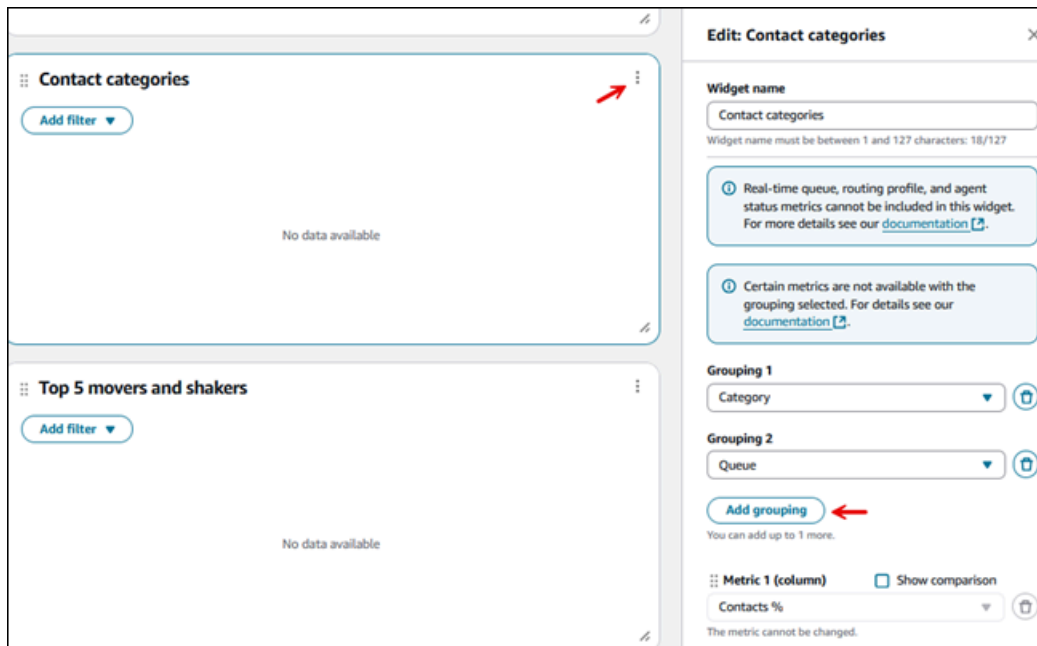 Contact categories
Add filter
No data available
Top 5 movers and shakers
Add filter
No data available
Edit: Contact categories
Widget name
Contact categories
Widget name must be between 1 and 127 characters: 18/127
Real-time queue, routing profile, and agent
status metrics cannot be included in this widget.
For more details see our documentation.
Certain metrics are not available with the
grouping selected. For details see our
documentation.
Grouping 1
Category
Grouping 2
Queue
Add grouping
You can add up to 1 more.
Metric 1 (column) Show comparison
Contacts %
The metric cannot be changed.